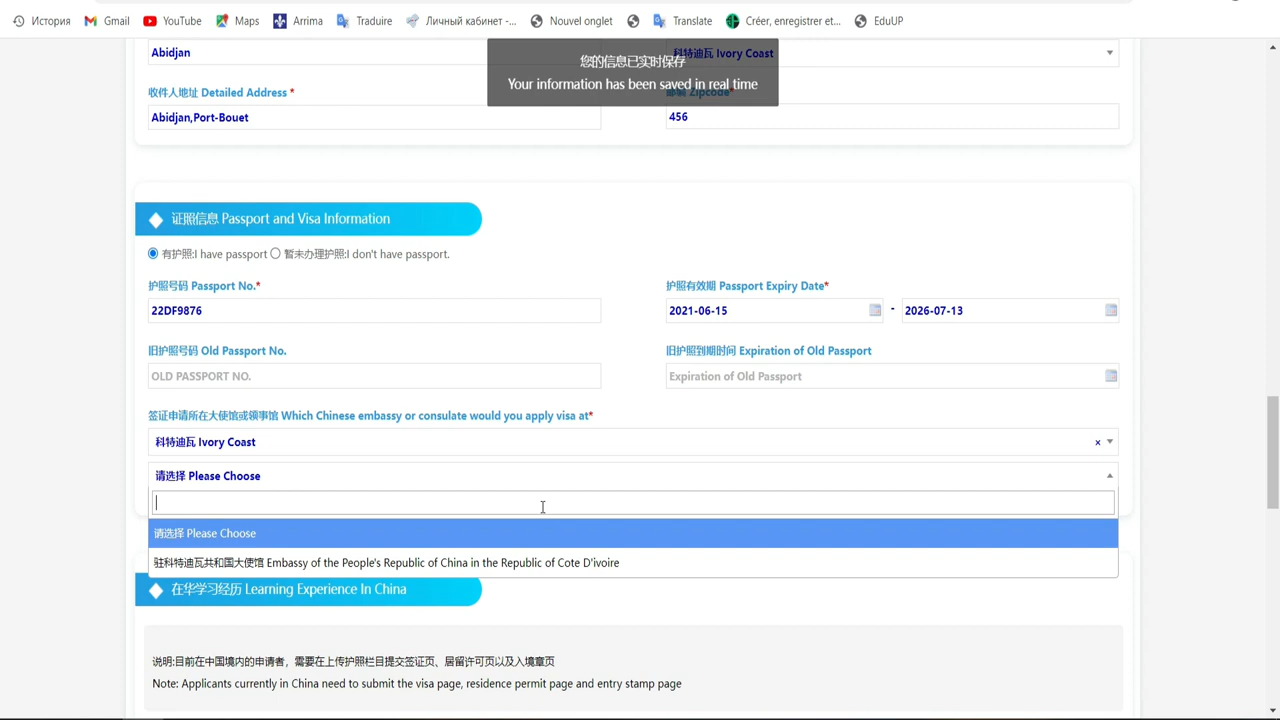 История Gmail YouTube Maps Arrima Traduire Личный кабинет -... Nouvel onglet Translate Créer, enregistrer et... EduUP
Abidjan
科特迪瓦 Ivory Coast
您的信息已实时保存
Your information has been saved in real time
收件人地址 Detailed Address *
邮编 Zipcode*
Abidjan,Port-Bouet
456
证照信息 Passport and Visa Information
有护照:I have passport 暂未办理护照:I don't have passport.
护照号码 Passport No.*
护照有效期 Passport Expiry Date*
22DF9876
2021-06-15 - 2026-07-13
旧护照号码 Old Passport No.
旧护照到期时间 Expiration of Old Passport
OLD PASSPORT NO.
Expiration of Old Passport
签证申请所在大使馆或领事馆 Which Chinese embassy or consulate would you apply visa at*
科特迪瓦 Ivory Coast ×
请选择 Please Choose
请选择 Please Choose
驻科特迪瓦共和国大使馆 Embassy of the People's Republic of China in the Republic of Cote D'ivoire
在华学习经历 Learning Experience In China
说明:目前在中国境内的申请者，需要在上传护照栏目提交签证页、居留许可页以及入境章页
Note: Applicants currently in China need to submit the visa page, residence permit page and entry stamp page